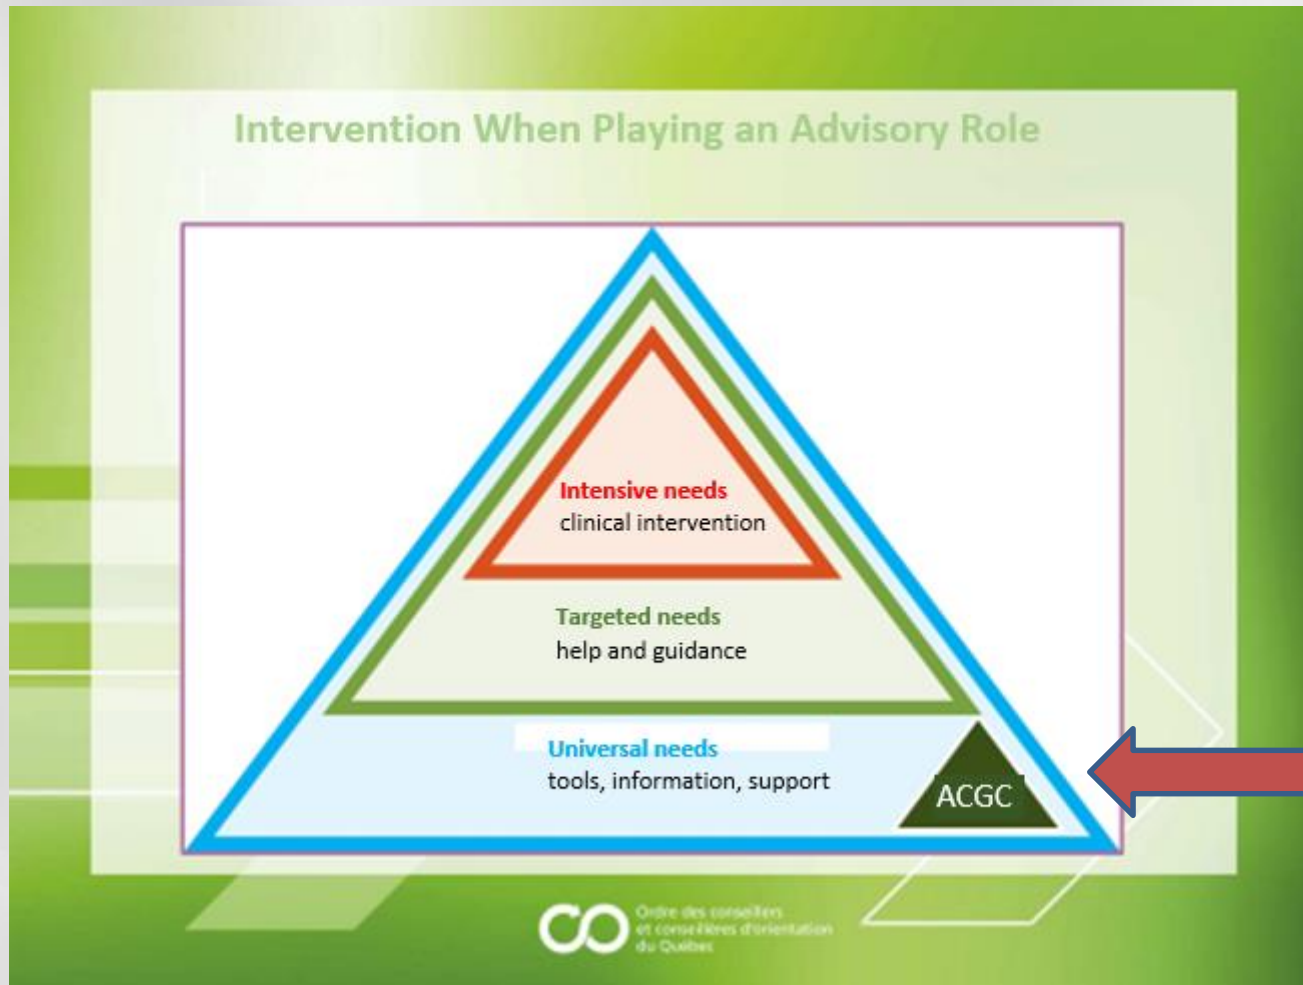 Intervention When Playing an Advisory Role
Intensive needs
clinical intervention
Targeted needs
help and guidance
Universal needs
tools, information, support
ACGC
CO
Ordre des conseillers
et conseillères d'orientation
du Québec